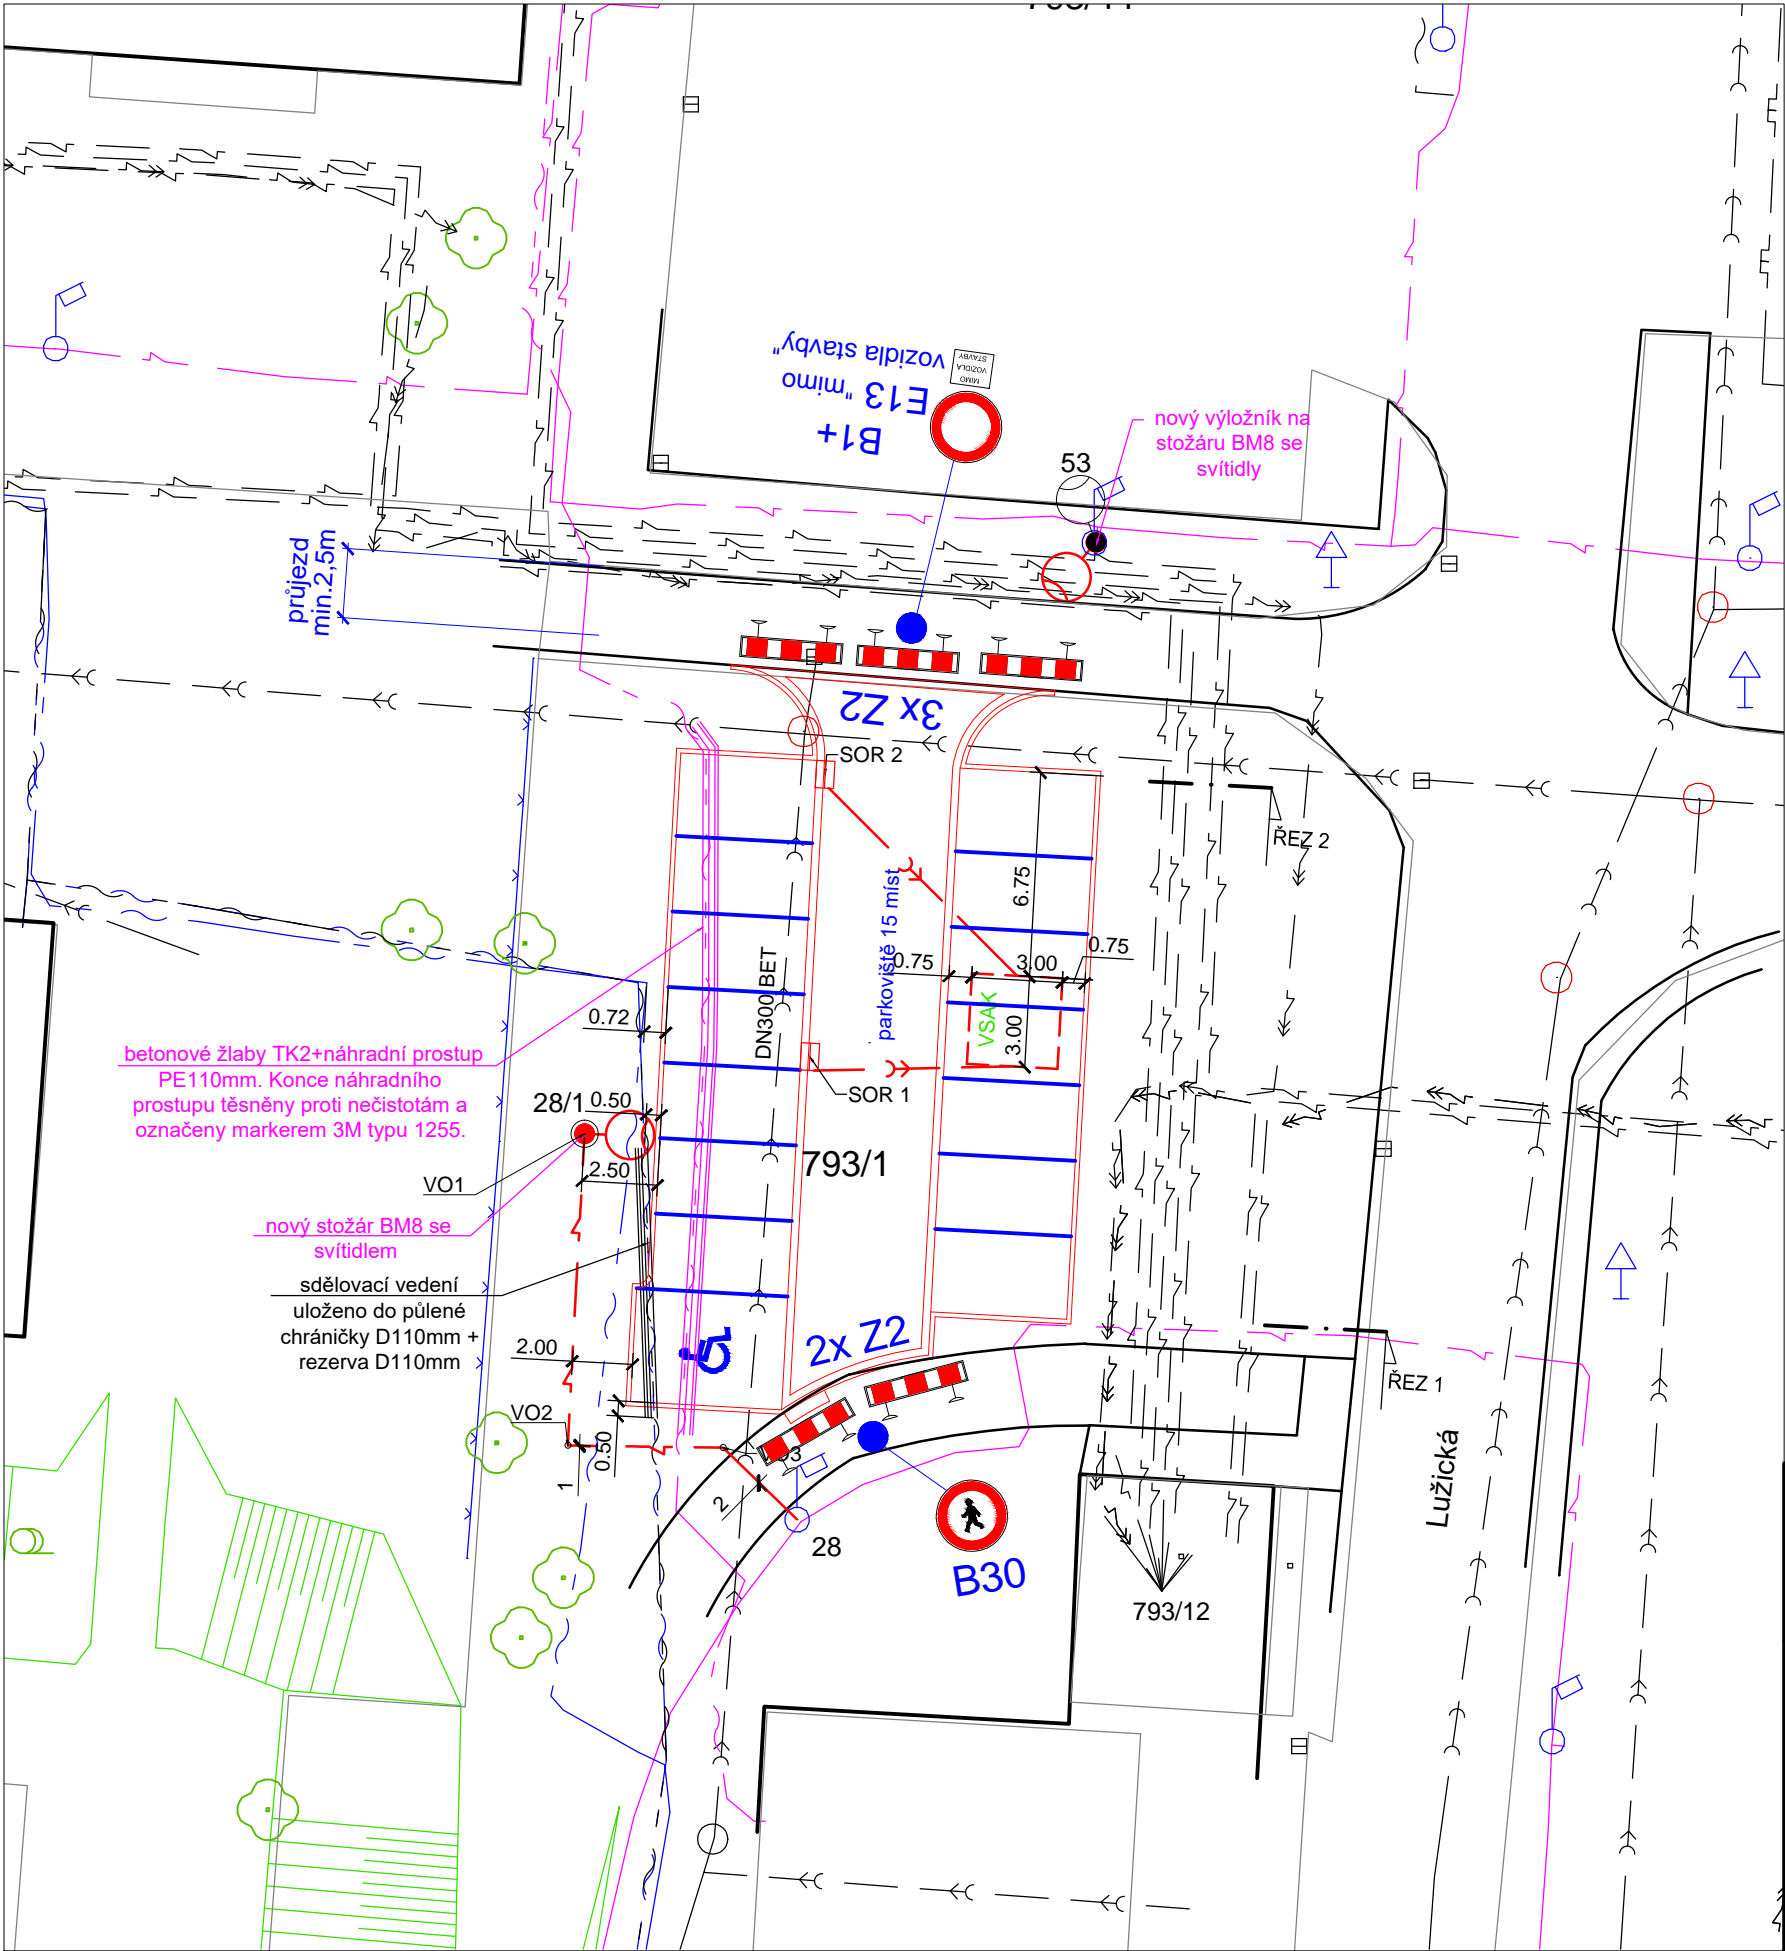 B1+
E13 "mimo
vozidla stavby"
MIMO
VOZIDLA
STAVBY
nový výložník na
stožáru BM8 se
svítidly
53
průjezd
min.2,5m
3x Z2
SOR 2
ŘEZ 2
6.75
parkoviště 15 míst
0.75
3.00
0.75
DN300 BET
VSAK
3.00
0.72
betonové žlaby TK2+náhradní prostup
PE110mm. Konce náhradního
prostupu těsněny proti nečistotám a
označeny markerem 3M typu 1255.
SOR 1
28/1
0.50
793/1
2.50
VO1
nový stožár BM8 se
svítidlem
sdělovací vedení
uloženo do půlené
chráničky D110mm +
rezerva D110mm
2.00
2x Z2
ŘEZ 1
VO2
0.50
1
2
28
B30
Lužická
793/12